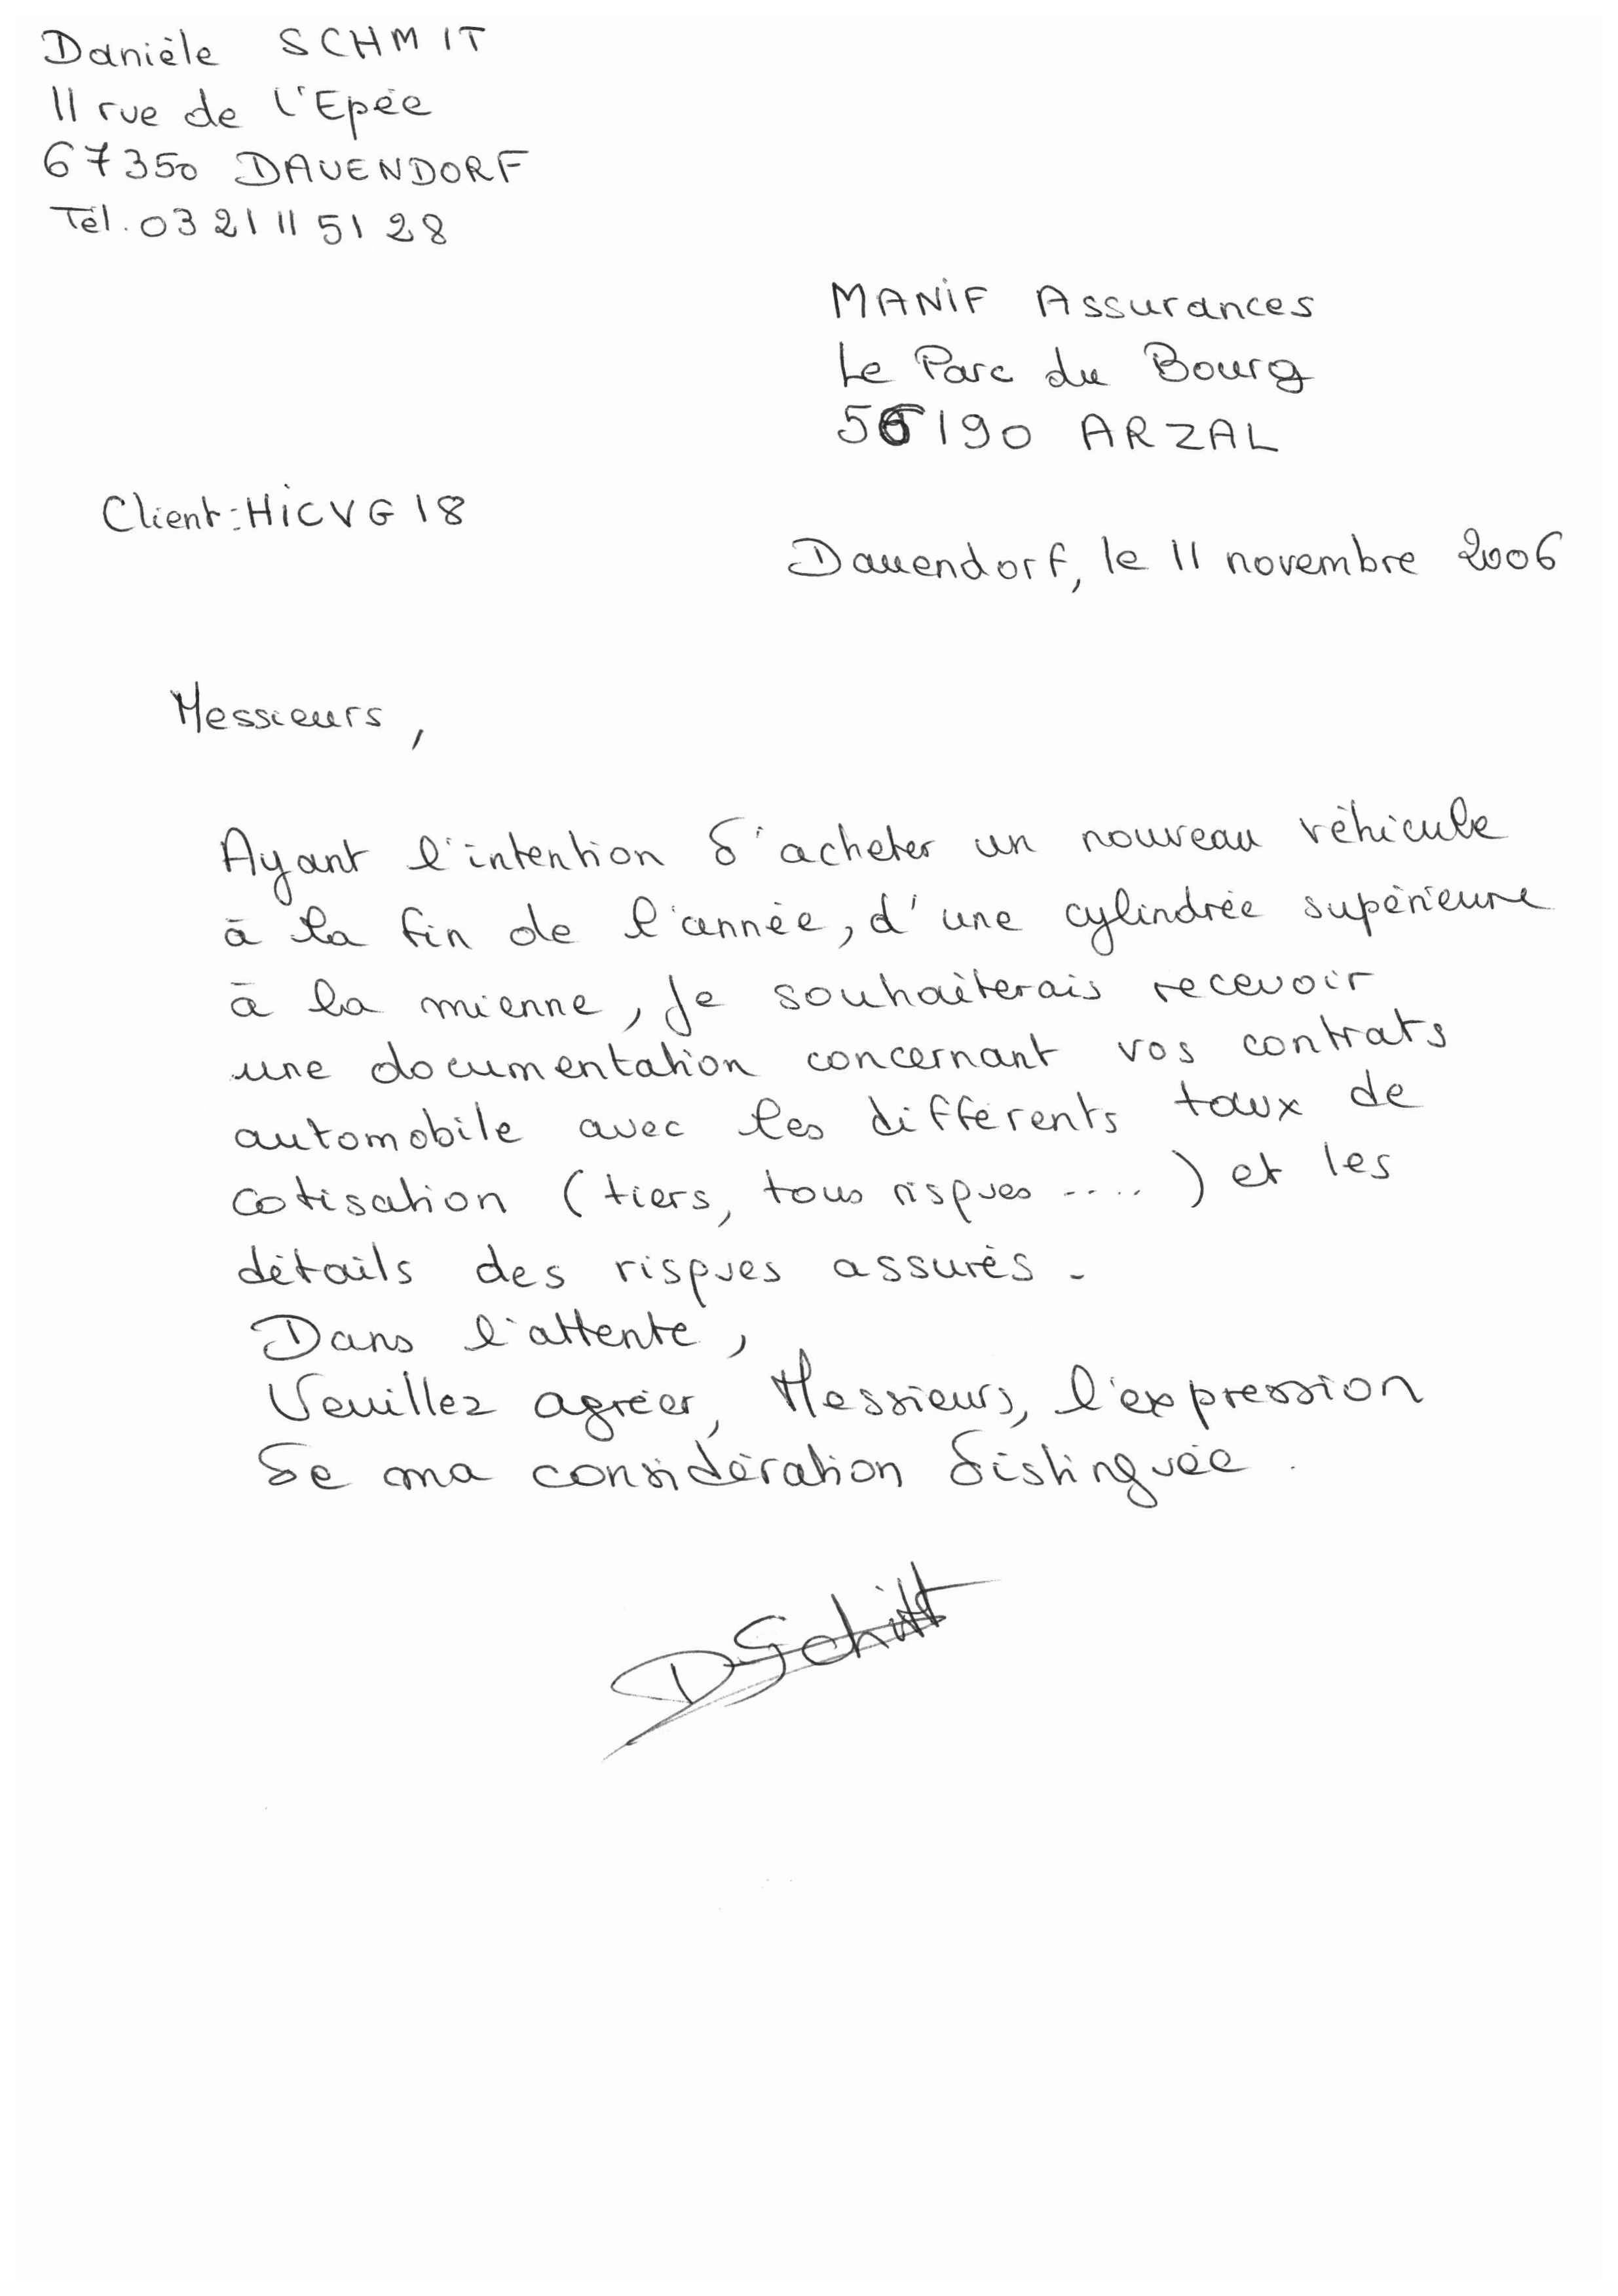 Danièle SCHMIT
11 rue de l'Epée
67350 DAUENDORF
Tél. 03 21 11 51 28
MANIF Assurances
Le Parc du Bourg
56190 ARZAL
Client : HICVG18
Dauendorf, le 11 novembre 2006
Messieurs,
Ayant l'intention d'acheter un nouveau véhicule
à la fin de l'année, d'une cylindrée supérieure
à la mienne, je souhaiterais recevoir
une documentation concernant vos contrats
automobile avec les différents taux de
cotisation (tiers, tous risques ....) et les
détails des risques assurés.
Dans l'attente,
Veuillez agréer, Messieurs, l'expression
de ma considération distinguée.
DSchitt